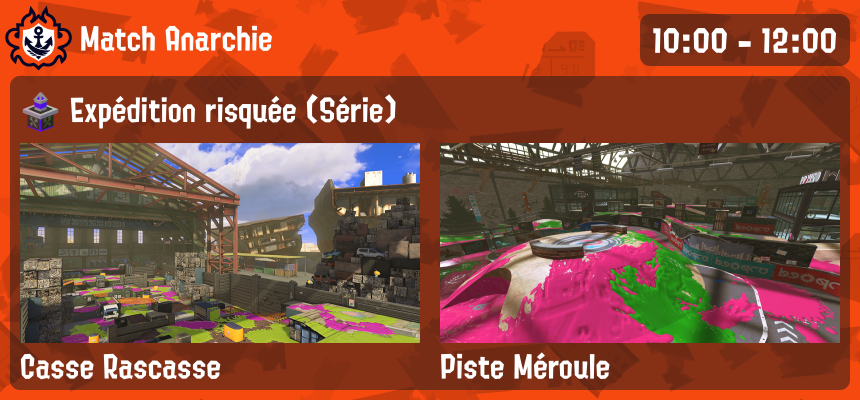 Match Anarchie
10:00 - 12:00
Expédition risquée (Série)
Casse Rascasse
Piste Méroule